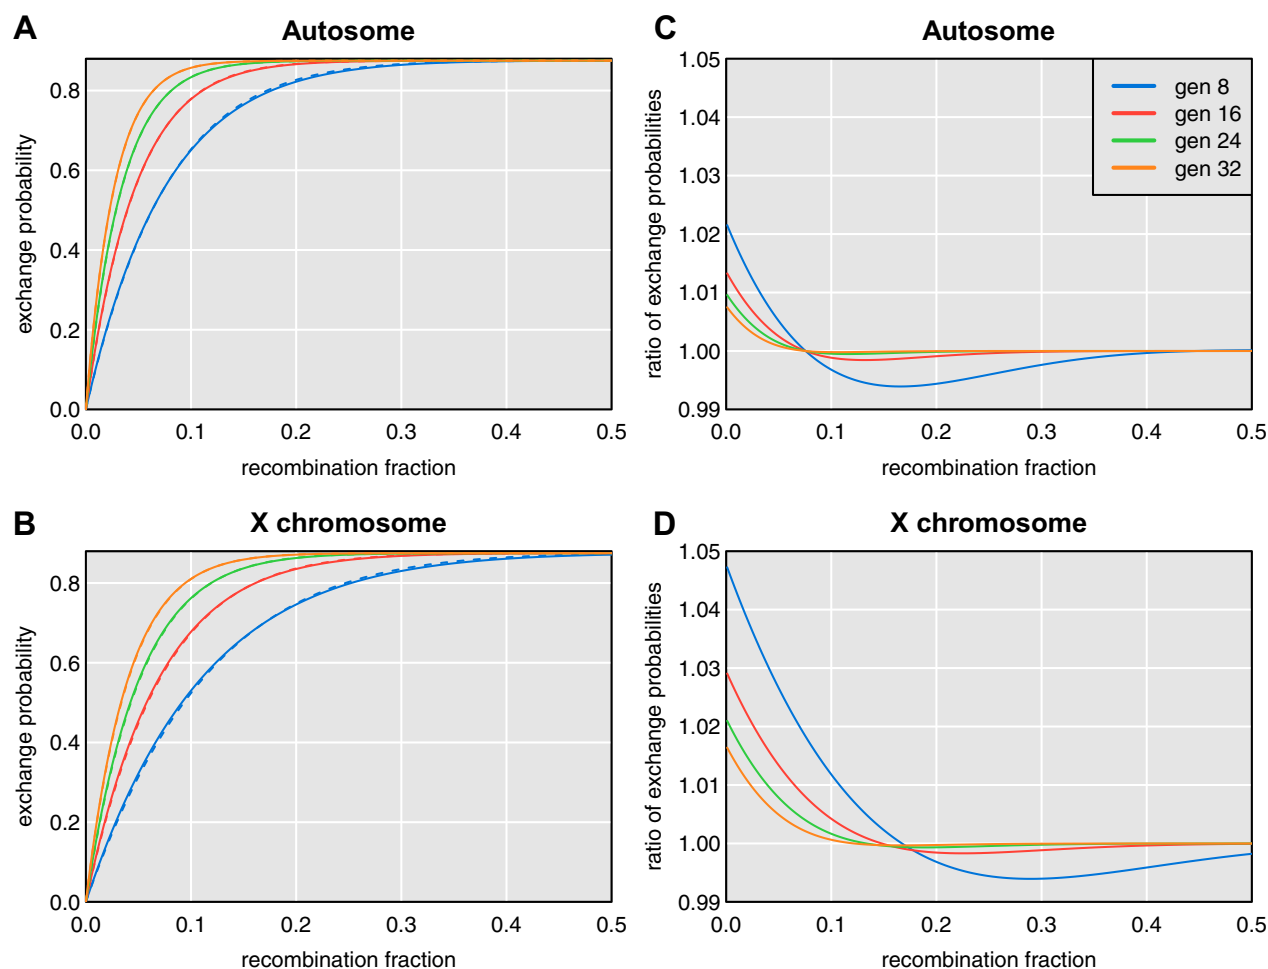 A
Autosome
exchange probability
0.8
0.6
0.4
0.2
0.0
0.0 0.1 0.2 0.3 0.4 0.5
recombination fraction
C
Autosome
ratio of exchange probabilities
1.05
1.04
1.03
1.02
1.01
1.00
0.99
gen 8
gen 16
gen 24
gen 32
0.0 0.1 0.2 0.3 0.4 0.5
recombination fraction
B
X chromosome
exchange probability
0.8
0.6
0.4
0.2
0.0
0.0 0.1 0.2 0.3 0.4 0.5
recombination fraction
D
X chromosome
ratio of exchange probabilities
1.05
1.04
1.03
1.02
1.01
1.00
0.99
0.0 0.1 0.2 0.3 0.4 0.5
recombination fraction